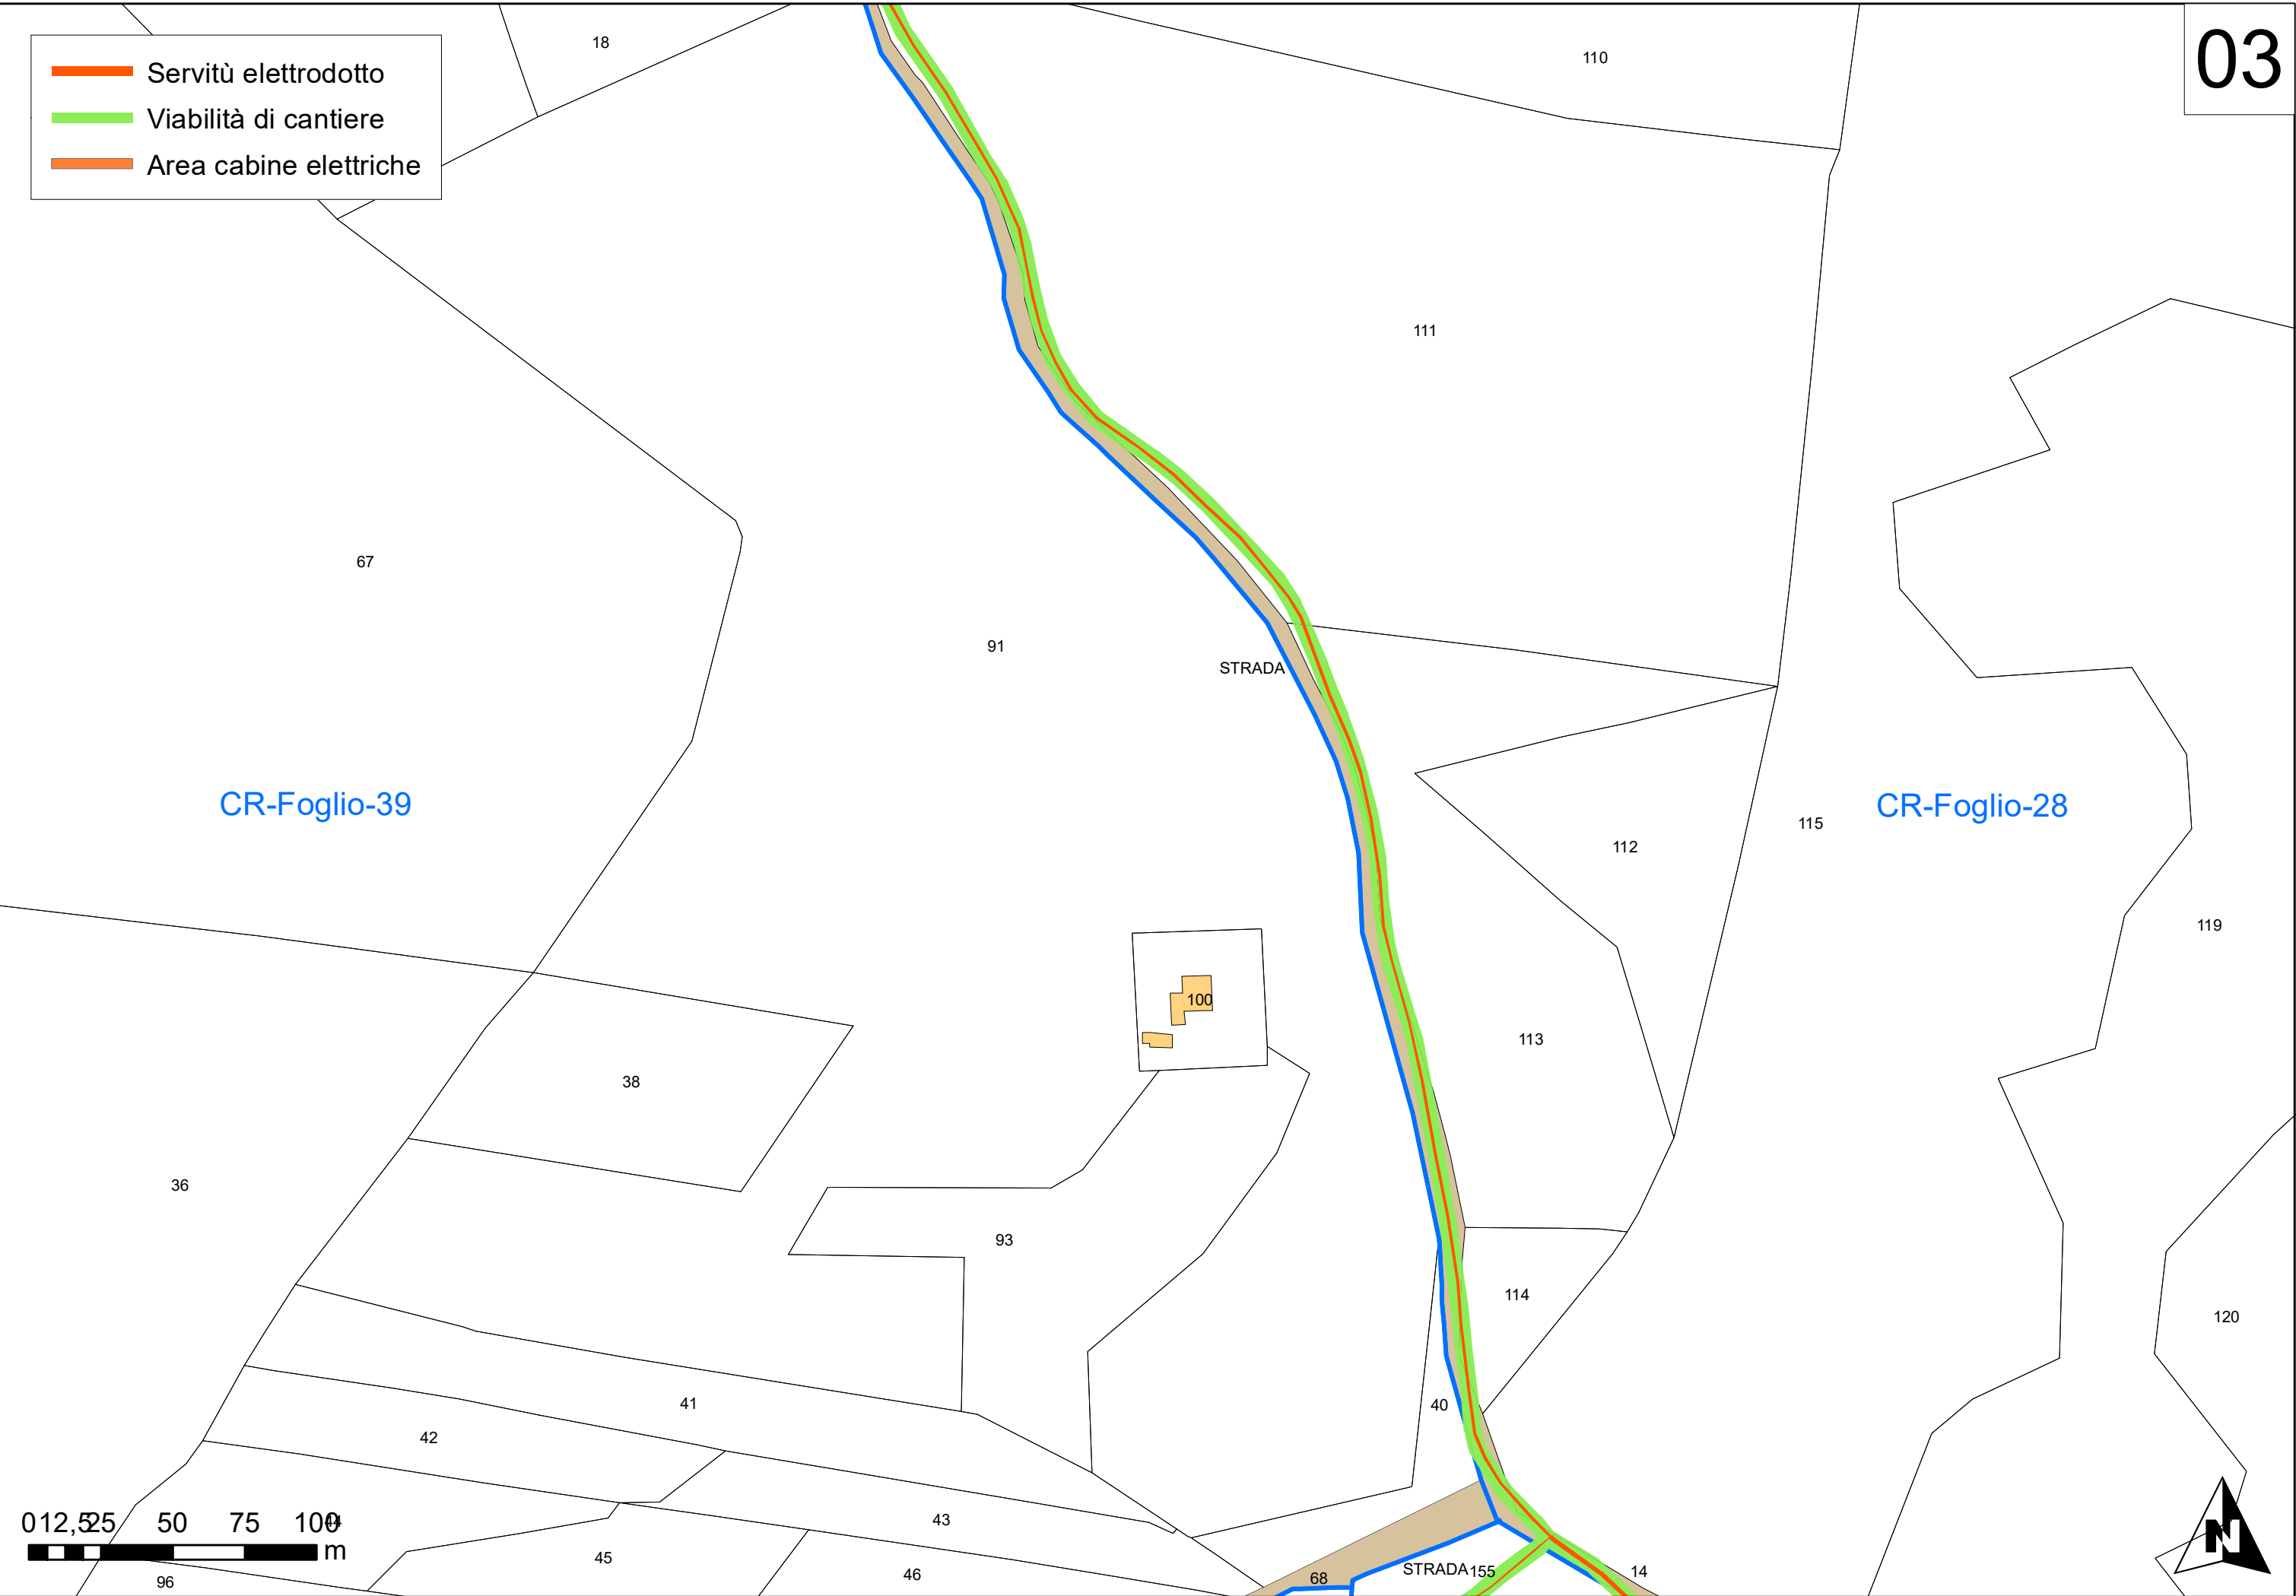 18
110
03
Servitù elettrodotto
Viabilità di cantiere
Area cabine elettriche
111
67
91
STRADA
CR-Foglio-39
CR-Foglio-28
115
112
119
100
113
38
36
93
114
120
41
40
42
43
44
0 12,5 25 50 75 100
m
45
46
96
68
STRADA
155
14
N